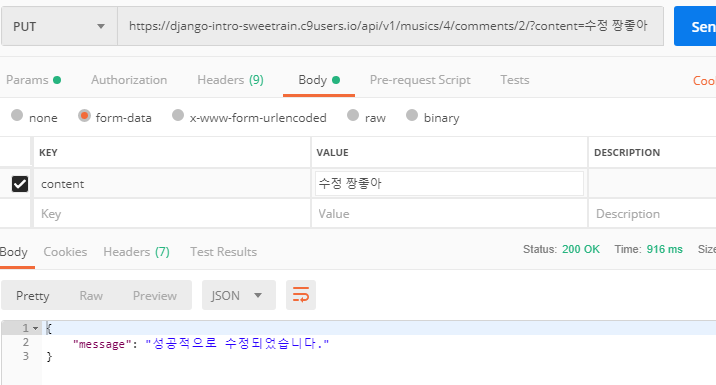 PUT https://django-intro-sweetrain.c9users.io/api/v1/musics/4/comments/2/?content=수정 짱좋아 Sen
Params Authorization Headers (9) Body Pre-request Script Tests Coo
none form-data x-www-form-urlencoded raw binary
KEY VALUE DESCRIPTION
content 수정 짱좋아
Key Value Description
Body Cookies Headers (7) Test Results Status: 200 OK Time: 916 ms Size
Pretty Raw Preview JSON
1 {
2 "message": "성공적으로 수정되었습니다."
3 }